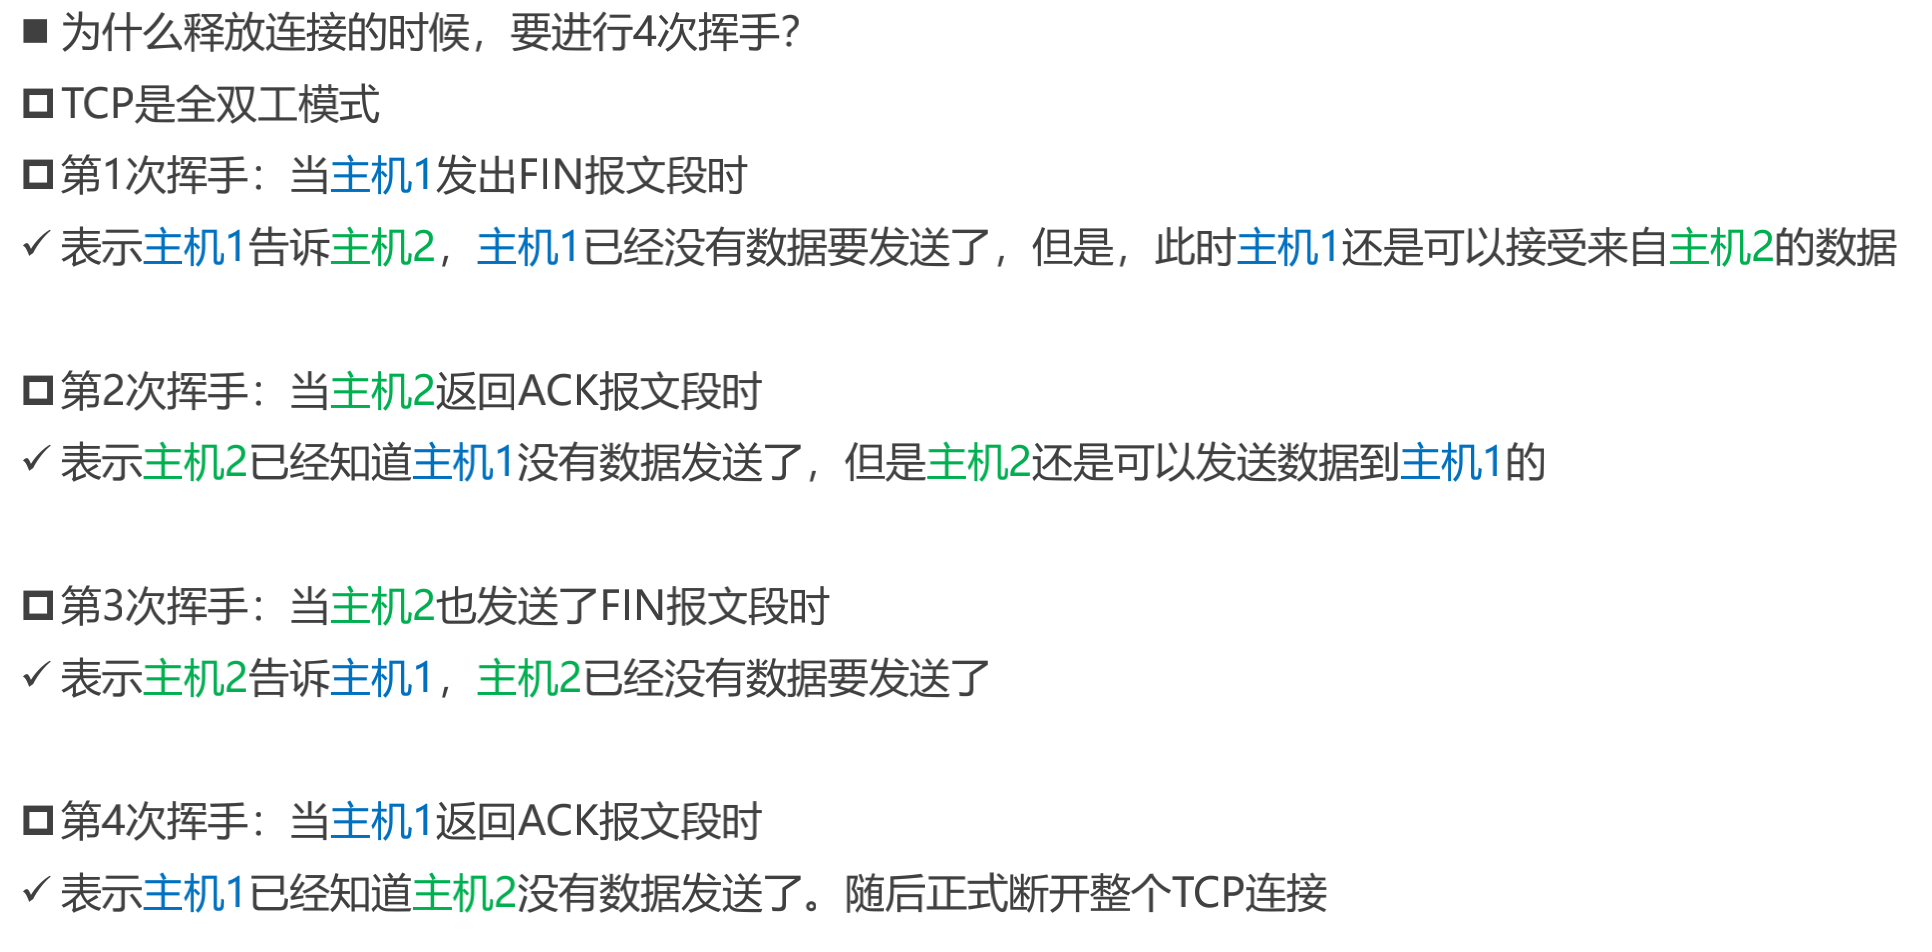 ■ 为什么释放连接的时候，要进行4次挥手？
◘ TCP是全双工模式
◘ 第1次挥手：当主机1发出FIN报文段时
✓ 表示主机1告诉主机2，主机1已经没有数据要发送了，但是，此时主机1还是可以接受来自主机2的数据
◘ 第2次挥手：当主机2返回ACK报文段时
✓ 表示主机2已经知道主机1没有数据发送了，但是主机2还是可以发送数据到主机1的
◘ 第3次挥手：当主机2也发送了FIN报文段时
✓ 表示主机2告诉主机1，主机2已经没有数据要发送了
◘ 第4次挥手：当主机1返回ACK报文段时
✓ 表示主机1已经知道主机2没有数据发送了。随后正式断开整个TCP连接